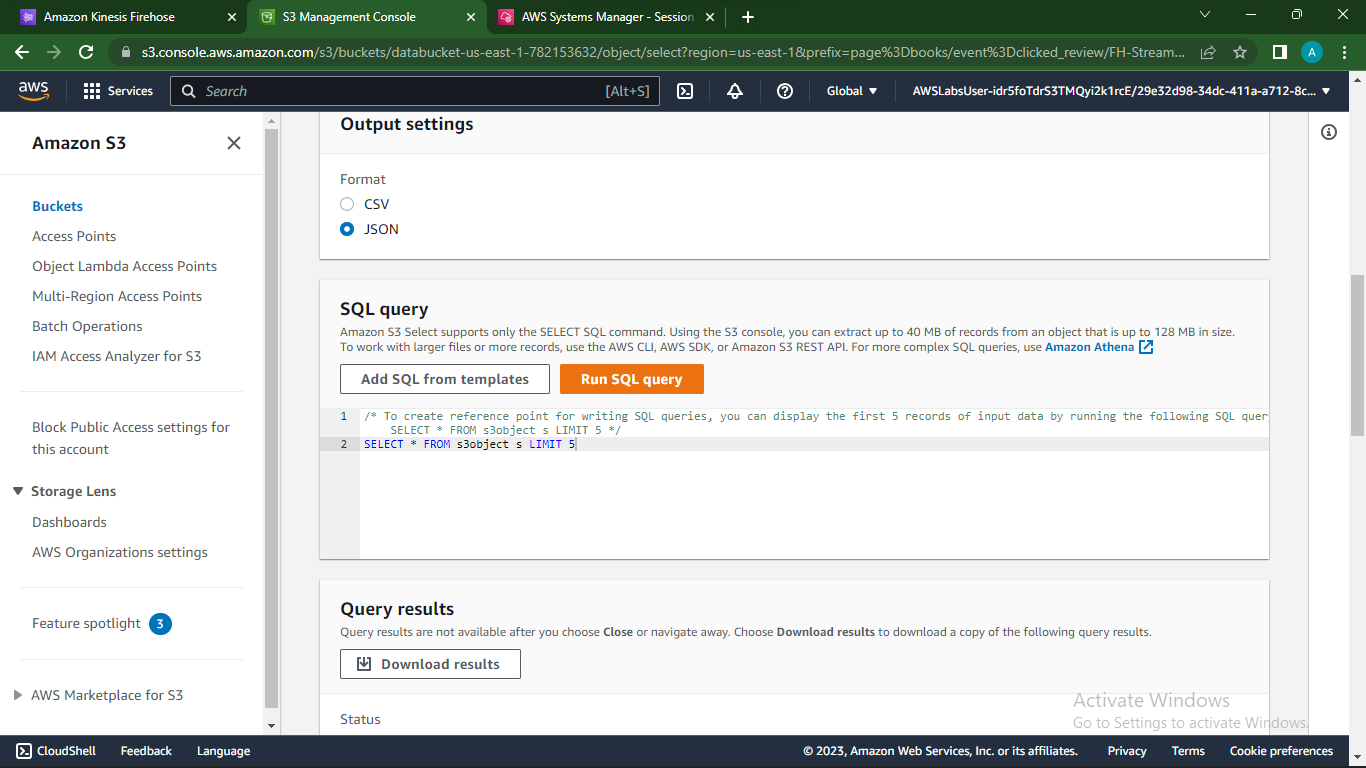 Amazon Kinesis Firehose
S3 Management Console
AWS Systems Manager - Session
s3.console.aws.amazon.com/s3/buckets/databucket-us-east-1-782153632/object/select?region=us-east-1&prefix=page%3Dbooks/event%3Dclicked_review/FH-Stream...
A
aws
Services
Search
[Alt+S]
Global
AWSLabsUser-idr5foTdrS3TMQyi2k1rcE/29e32d98-34dc-411a-a712-8c...
Amazon S3
Buckets
Access Points
Object Lambda Access Points
Multi-Region Access Points
Batch Operations
IAM Access Analyzer for S3
Block Public Access settings for
this account
Storage Lens
Dashboards
AWS Organizations settings
Feature spotlight 3
AWS Marketplace for S3
Output settings
Format
CSV
JSON
SQL query
Amazon S3 Select supports only the SELECT SQL command. Using the S3 console, you can extract up to 40 MB of records from an object that is up to 128 MB in size.
To work with larger files or more records, use the AWS CLI, AWS SDK, or Amazon S3 REST API. For more complex SQL queries, use Amazon Athena
Add SQL from templates
Run SQL query
1 /* To create reference point for writing SQL queries, you can display the first 5 records of input data by running the following SQL quer
SELECT * FROM s3object s LIMIT 5 */
2 SELECT * FROM s3object s LIMIT 5
Query results
Query results are not available after you choose Close or navigate away. Choose Download results to download a copy of the following query results.
Download results
Status
Activate Windows
Go to Settings to activate Windows.
CloudShell
Feedback
Language
© 2023, Amazon Web Services, Inc. or its affiliates.
Privacy
Terms
Cookie preferences